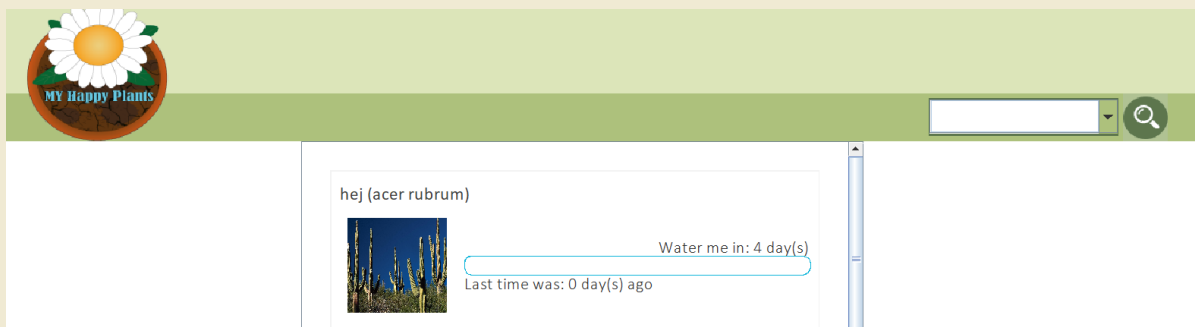 MY Happy Plants
hej (acer rubrum)
Water me in: 4 day(s)
Last time was: 0 day(s) ago